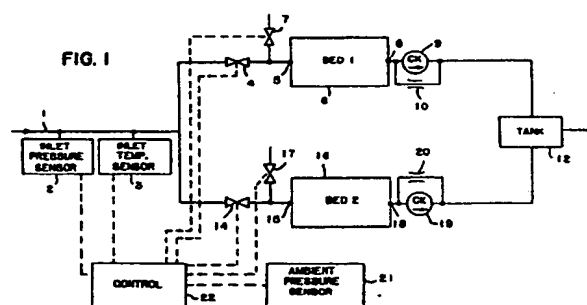 FIG. 1
7
BED 1
4
5
6
8
CK
9
10
1
INLET
PRESSURE
SENSOR
2
INLET
TEMP.
SENSOR
3
TANK
12
17
16
20
BED 2
14
15
18
CK
19
CONTROL
22
AMBIENT
PRESSURE
SENSOR
21